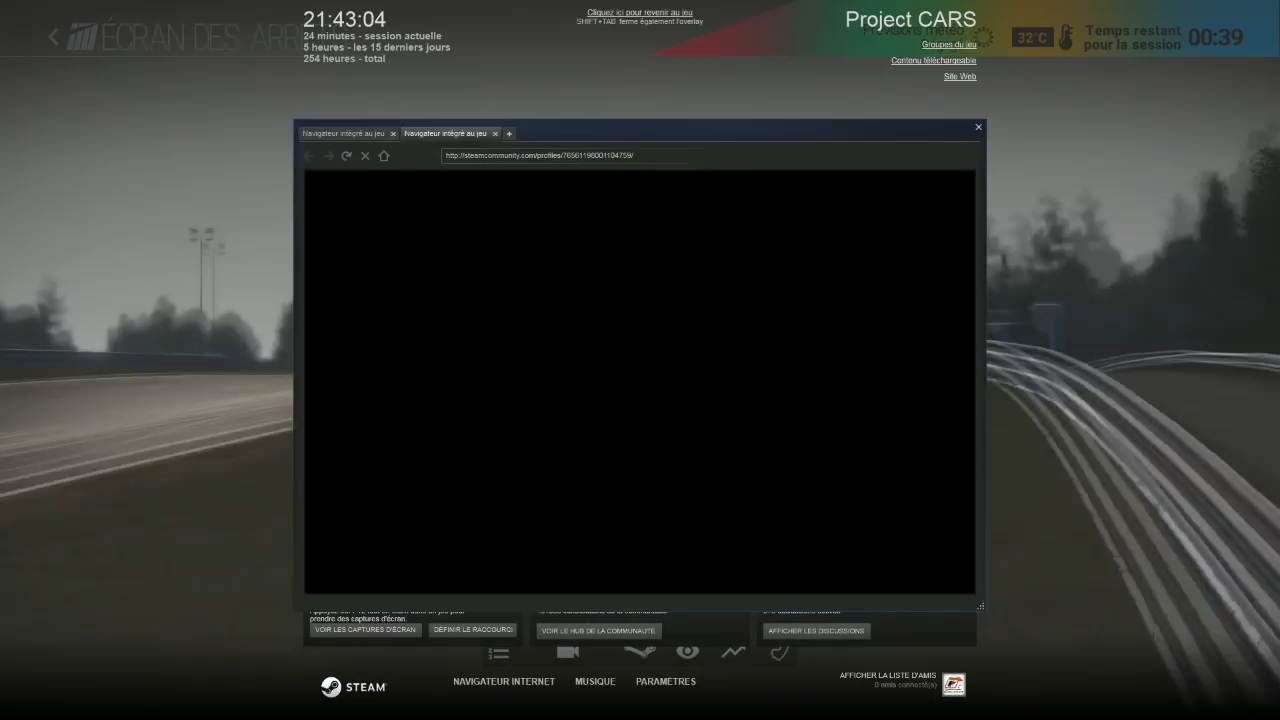 21:43:04
24 minutes - session actuelle
5 heures - les 15 derniers jours
254 heures - total
Cliquez ici pour revenir au jeu
SHIFT+TAB ferme également l'overlay
Project CARS
Groupes du jeu
Contenu téléchargeable
Site Web
ÉCRAN DES ARR
Prévisions météo
32°C
Temps restant
pour la session
00:39
Navigateur intégré au jeu
Navigateur intégré au jeu
http://steamcommunity.com/profiles/76561198001104759/
prendre des captures d'écran
VOIR LES CAPTURES D'ÉCRAN
DÉFINIR LE RACCOURCI
VOIR LE HUB DE LA COMMUNAUTÉ
AFFICHER LES DISCUSSIONS
STEAM
NAVIGATEUR INTERNET
MUSIQUE
PARAMÈTRES
AFFICHER LA LISTE D'AMIS
0 amis connecté(s)